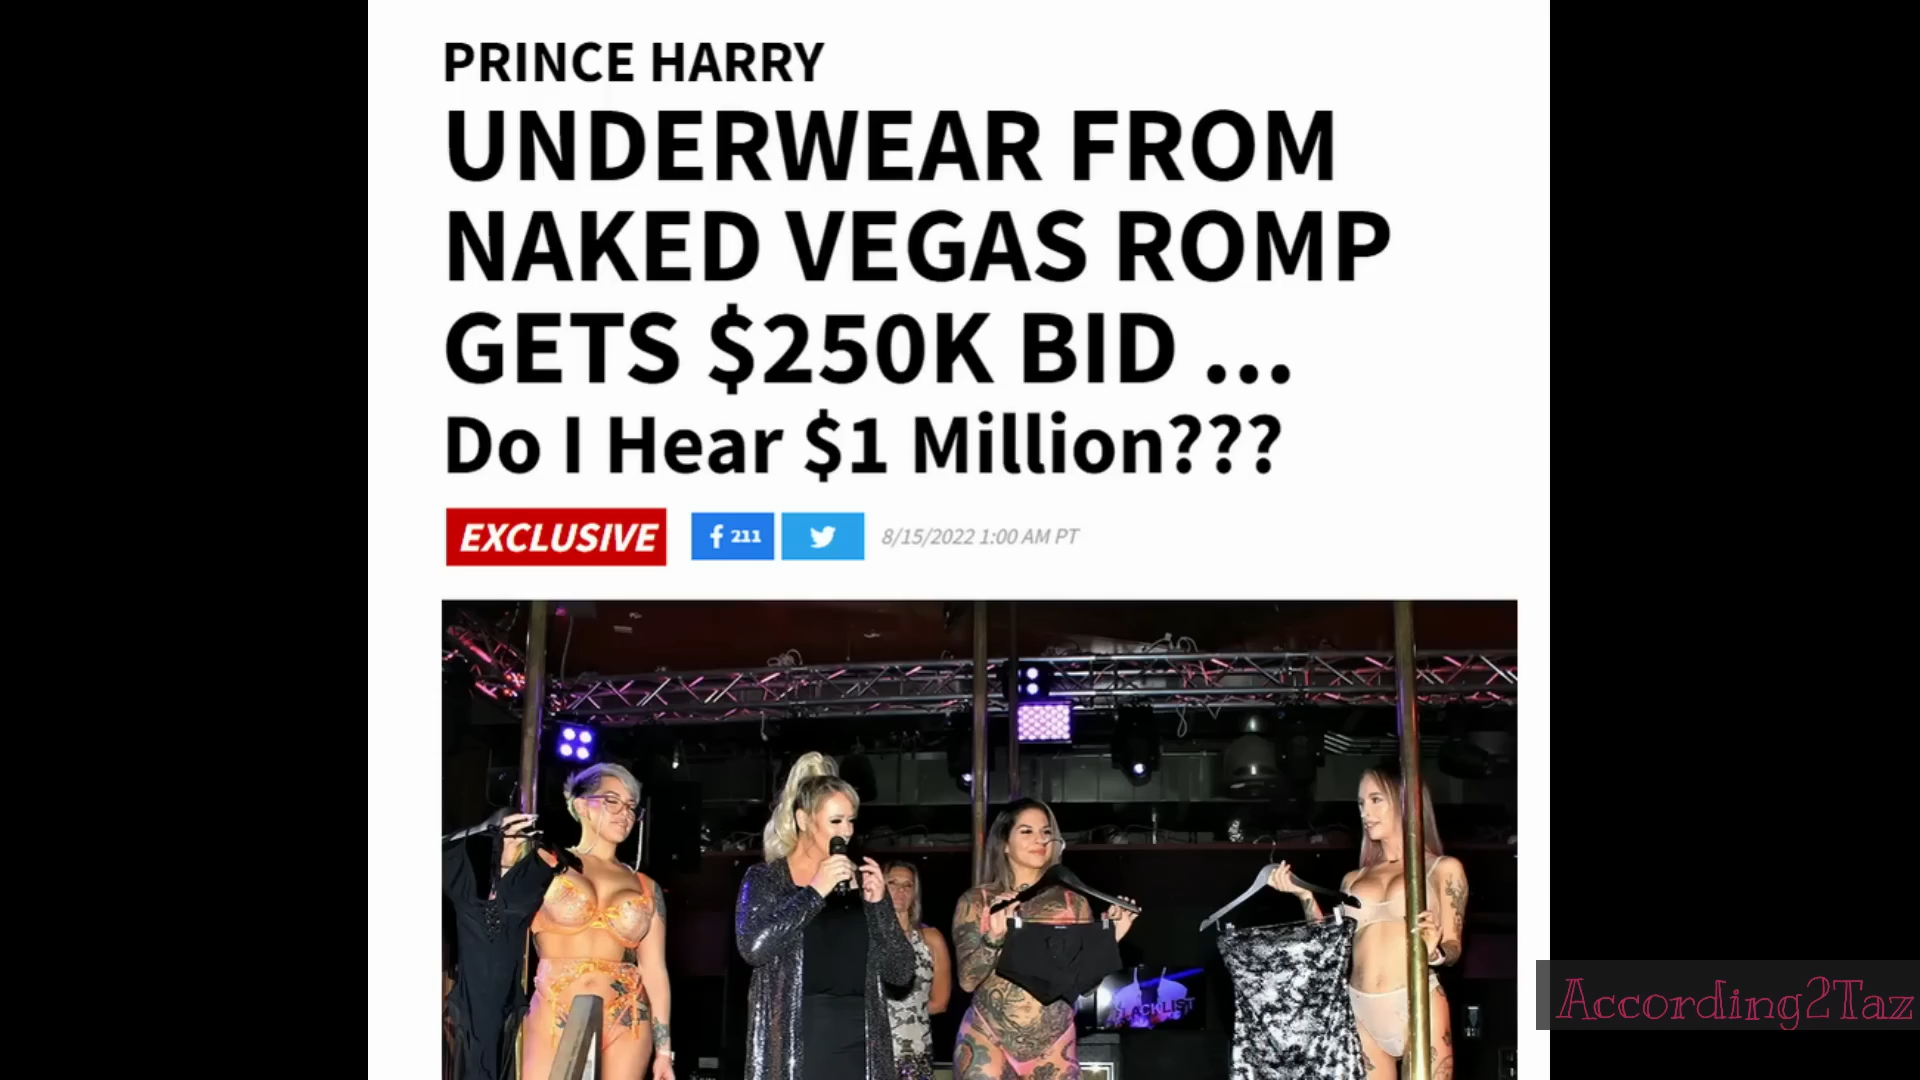 PRINCE HARRY
UNDERWEAR FROM
NAKED VEGAS ROMP
GETS $250K BID ...
Do I Hear $1 Million???
EXCLUSIVE
211
8/15/2022 1:00 AM PT
BLACKLIST
According2Taz